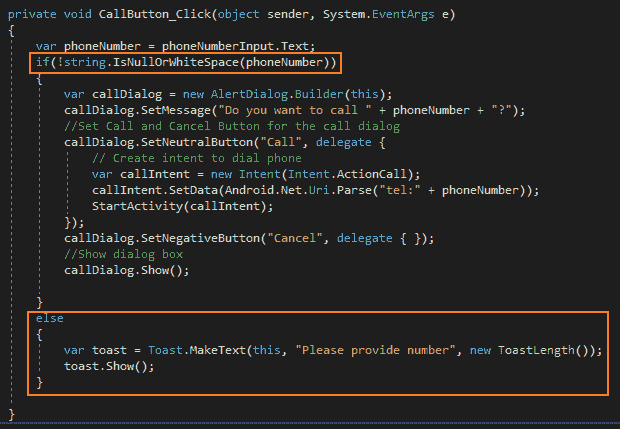 private void CallButton_Click(object sender, System.EventArgs e)
{
var phoneNumber = phoneNumberInput.Text;
if(!string.IsNullOrWhiteSpace(phoneNumber))
{
var callDialog = new AlertDialog.Builder(this);
callDialog.SetMessage("Do you want to call " + phoneNumber + "?");
//Set Call and Cancel Button for the call dialog
callDialog.SetNeutralButton("Call", delegate {
// Create intent to dial phone
var callIntent = new Intent(Intent.ActionCall);
callIntent.SetData(Android.Net.Uri.Parse("tel:" + phoneNumber));
StartActivity(callIntent);
});
callDialog.SetNegativeButton("Cancel", delegate { });
//Show dialog box
callDialog.Show();
}
else
{
var toast = Toast.MakeText(this, "Please provide number", new ToastLength());
toast.Show();
}
}